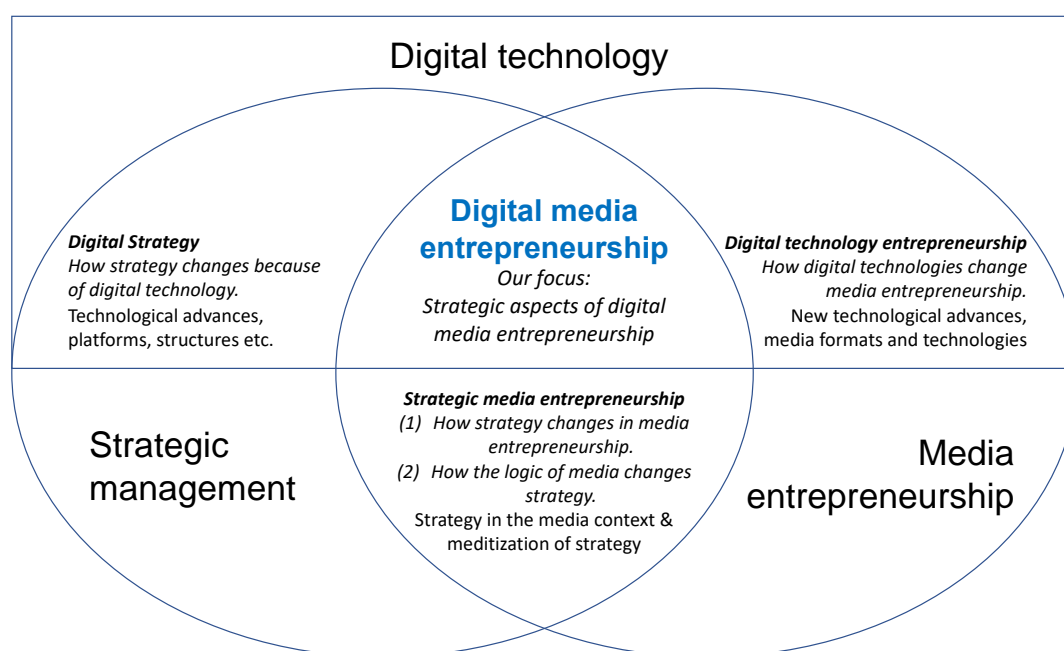 Digital technology
Digital media
entrepreneurship
Our focus:
Strategic aspects of digital
media entrepreneurship
Digital Strategy
How strategy changes because
of digital technology.
Technological advances,
platforms, structures etc.
Digital technology entrepreneurship
How digital technologies change
media entrepreneurship.
New technological advances,
media formats and technologies
Strategic media entrepreneurship
(1) How strategy changes in media
entrepreneurship.
(2) How the logic of media changes
strategy.
Strategy in the media context &
meditization of strategy
Strategic
management
Media
entrepreneurship